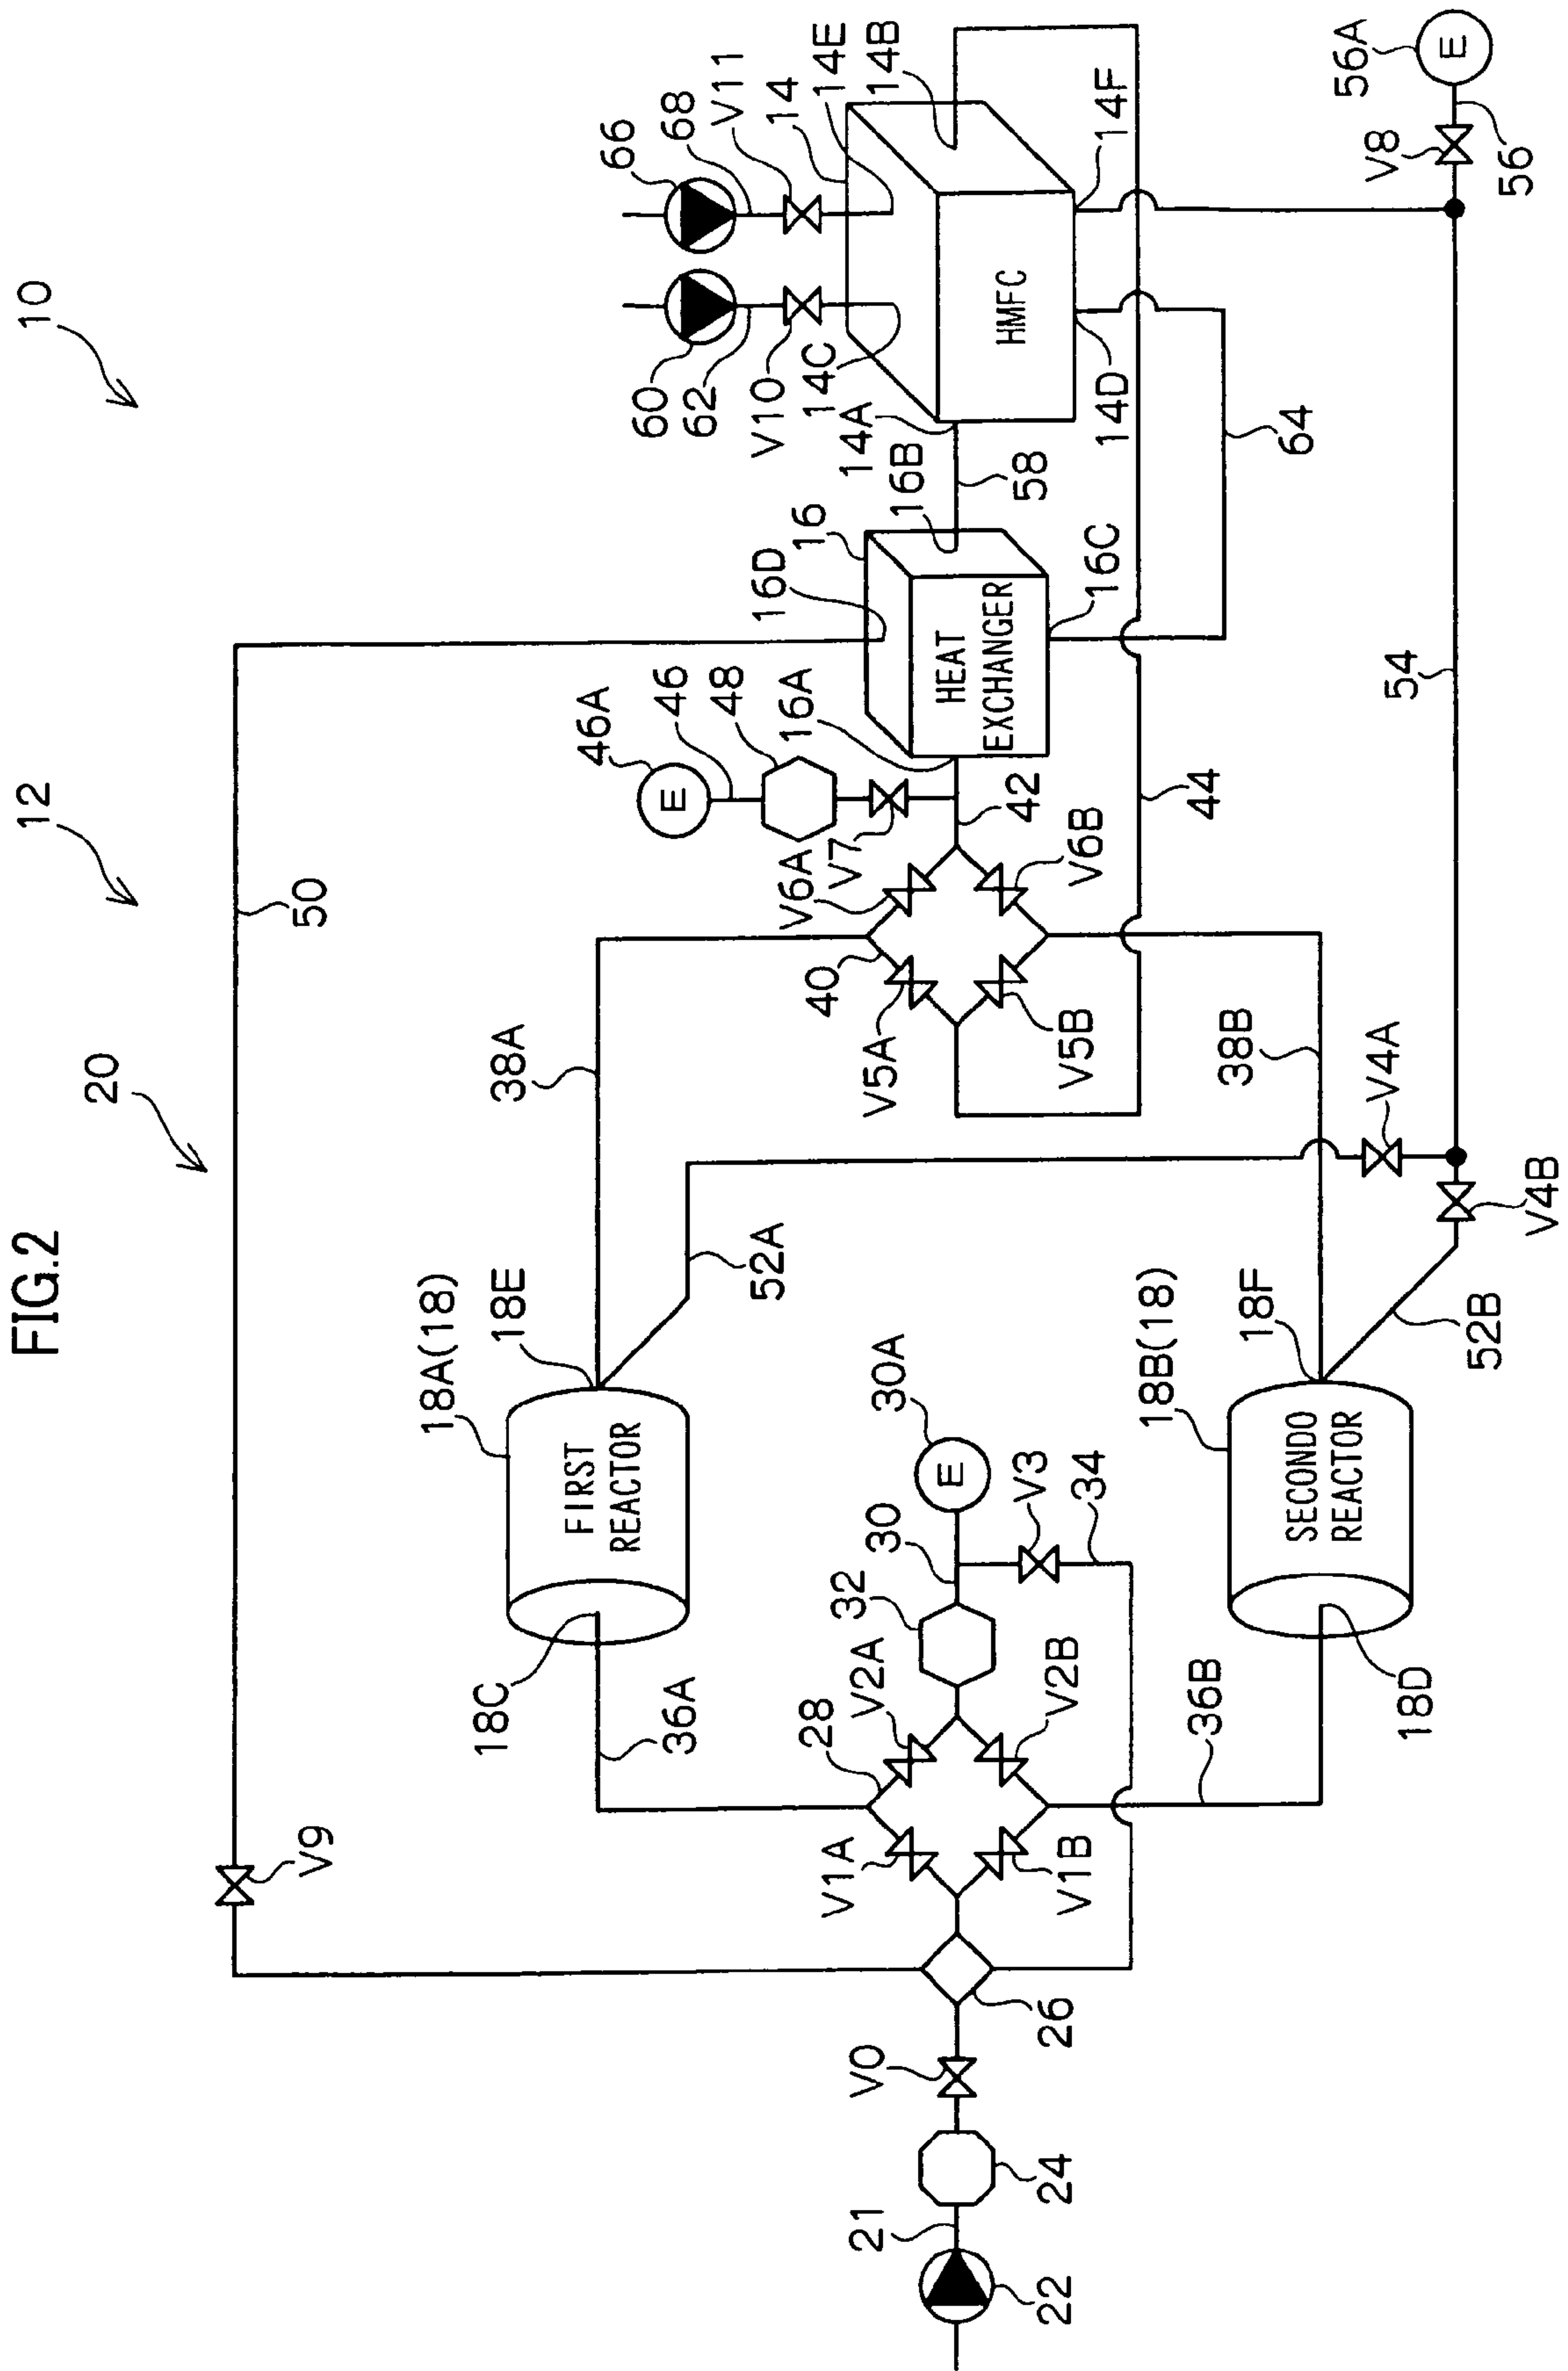 FIG.2
10
12
20
50
V9
66
68
V11
14
14E
14B
60
62
V10
14C
14A
HMFC
14F
14D
64
58
16B
16
16D
HEAT
EXCHANGER
16C
16A
46A
E
46
48
V7
42
V6A
V6B
40
V5A
V5B
44
56A
E
56
V8
54
38A
38B
V4A
V4B
52A
52B
18A(18)
18E
FIRST
REACTOR
18C
36A
18B(18)
18F
SECONDO
REACTOR
18D
36B
30A
E
30
V3
34
32
V2A
V2B
28
V1A
V1B
26
V0
24
21
22